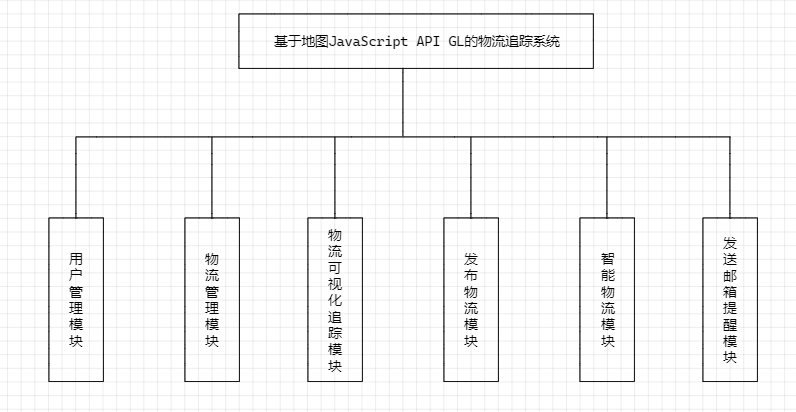 基于地图JavaScript API GL的物流追踪系统
用户管理模块
物流管理模块
物流可视化追踪模块
发布物流模块
智能物流模块
发送邮箱提醒模块